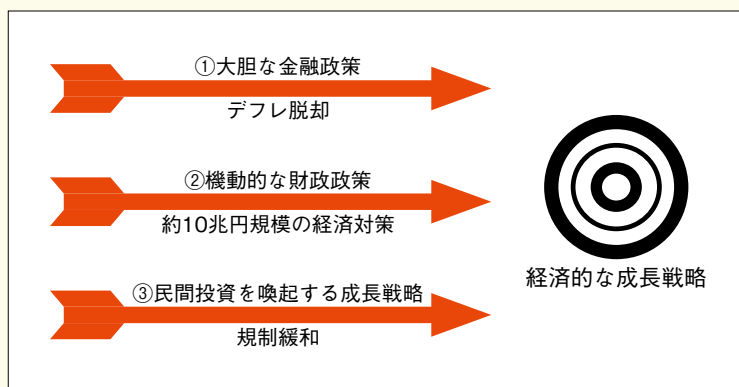 ①大胆な金融政策
デフレ脱却
②機動的な財政政策
約10兆円規模の経済対策
③民間投資を喚起する成長戦略
規制緩和
経済的な成長戦略